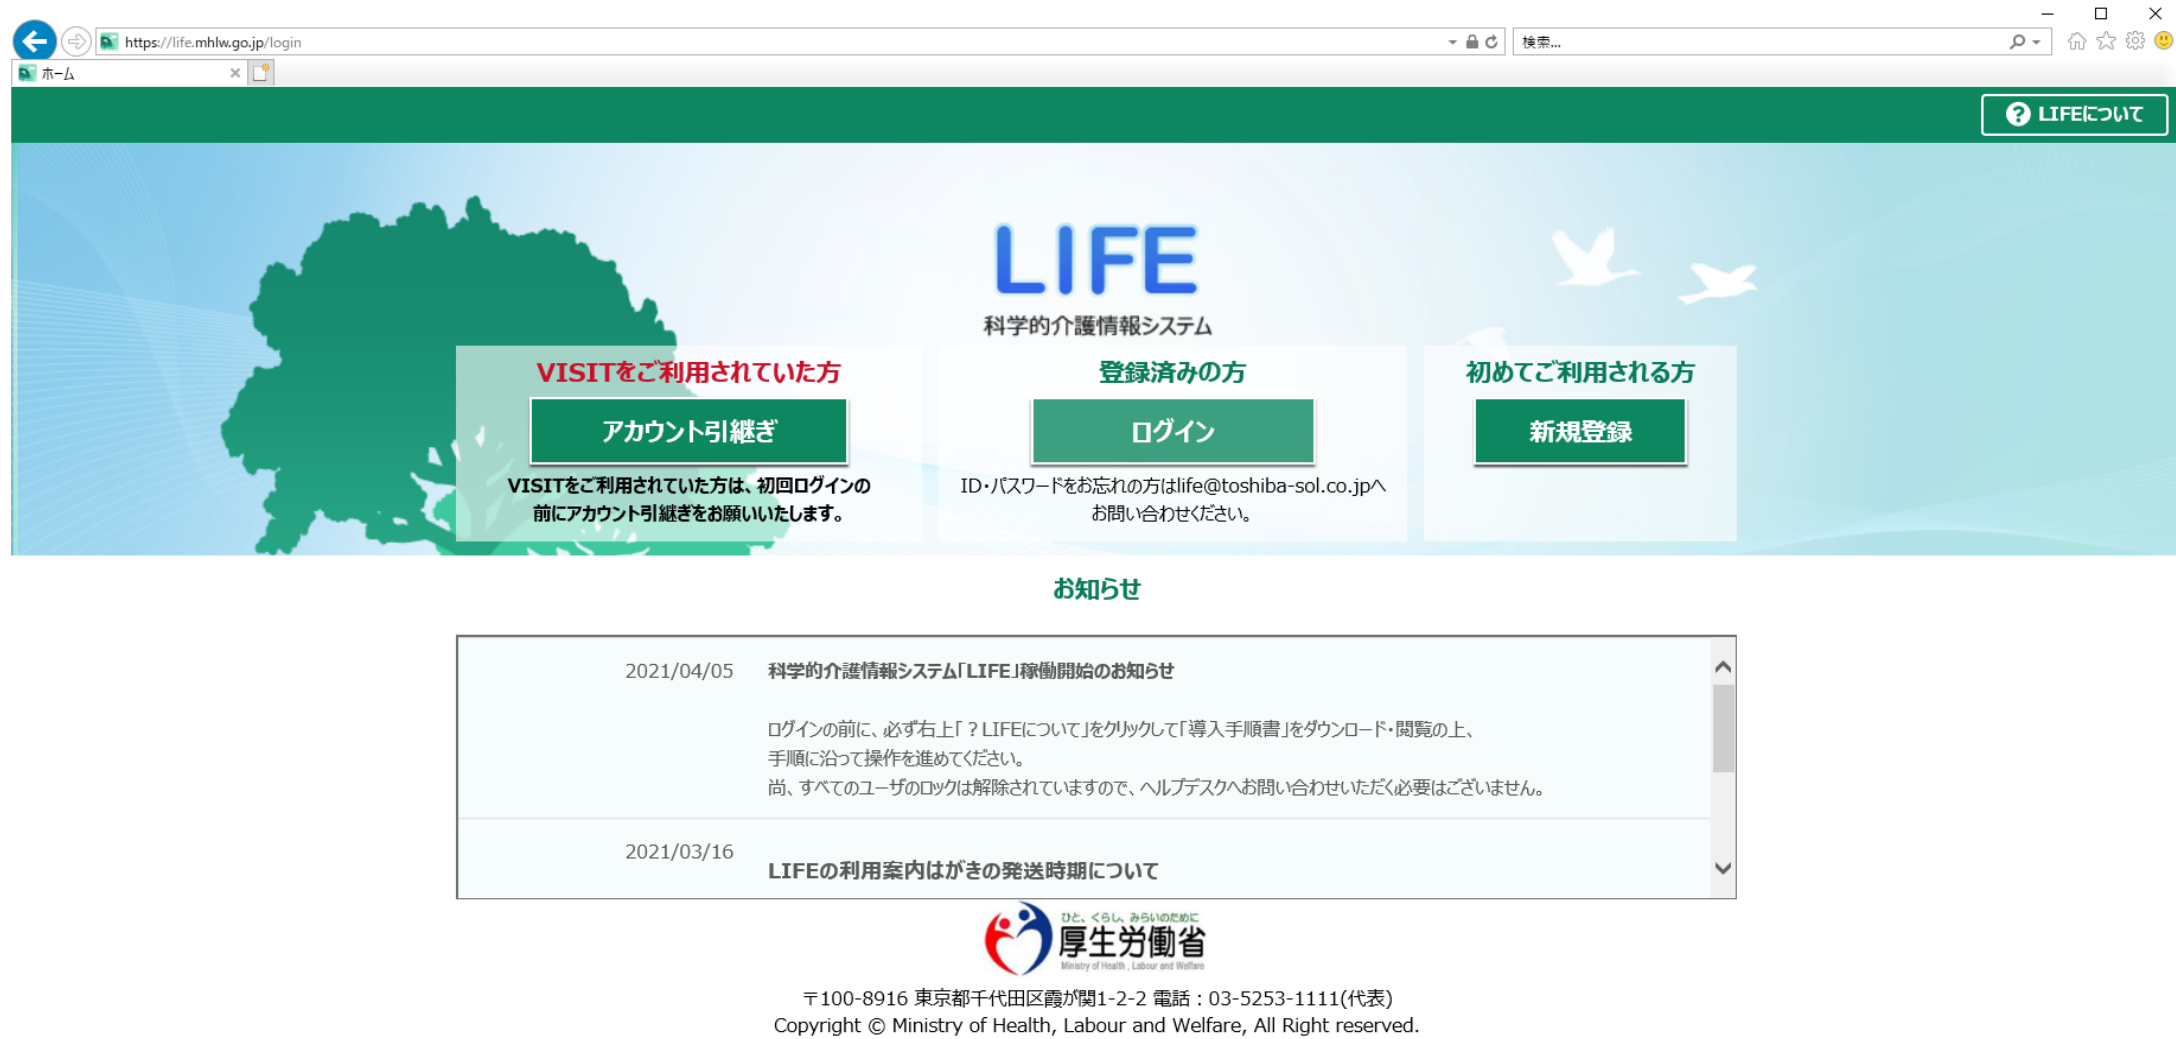 https://life.mhlw.go.jp/login
検索...
ホーム
? LIFEについて
LIFE
科学的介護情報システム
VISITをご利用されていた方
アカウント引継ぎ
VISITをご利用されていた方は、初回ログインの
前にアカウント引継ぎをお願いいたします。
登録済みの方
ログイン
ID・パスワードをお忘れの方はlife@toshiba-sol.co.jpへ
お問い合わせください。
初めてご利用される方
新規登録
お知らせ
2021/04/05 科学的介護情報システム「LIFE」稼働開始のお知らせ
ログインの前に、必ず右上「？LIFEについて」をクリックして「導入手順書」をダウンロード・閲覧の上、
手順に沿って操作を進めてください。
尚、すべてのユーザのロックは解除されていますので、ヘルプデスクへお問い合わせいただく必要はございません。
2021/03/16
LIFEの利用案内はがきの発送時期について
ひと、くらし、みらいのために
厚生労働省
Ministry of Health, Labour and Welfare
〒100-8916 東京都千代田区霞が関1-2-2 電話：03-5253-1111(代表)
Copyright © Ministry of Health, Labour and Welfare, All Right reserved.